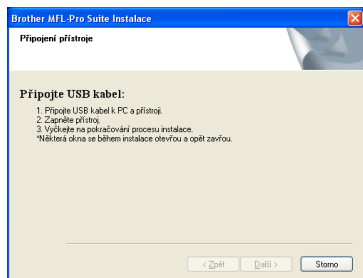 Brother MFL-Pro Suite Instalace
Připojení přístroje
Připojte USB kabel:
1. Připojte USB kabel k PC a přístroji.
2. Zapněte přístroj.
3. Vyčkejte na pokračování procesu instalace.
*Některá okna se během instalace otevřou a opět zavřou.
< Zpět
Další >
Storno